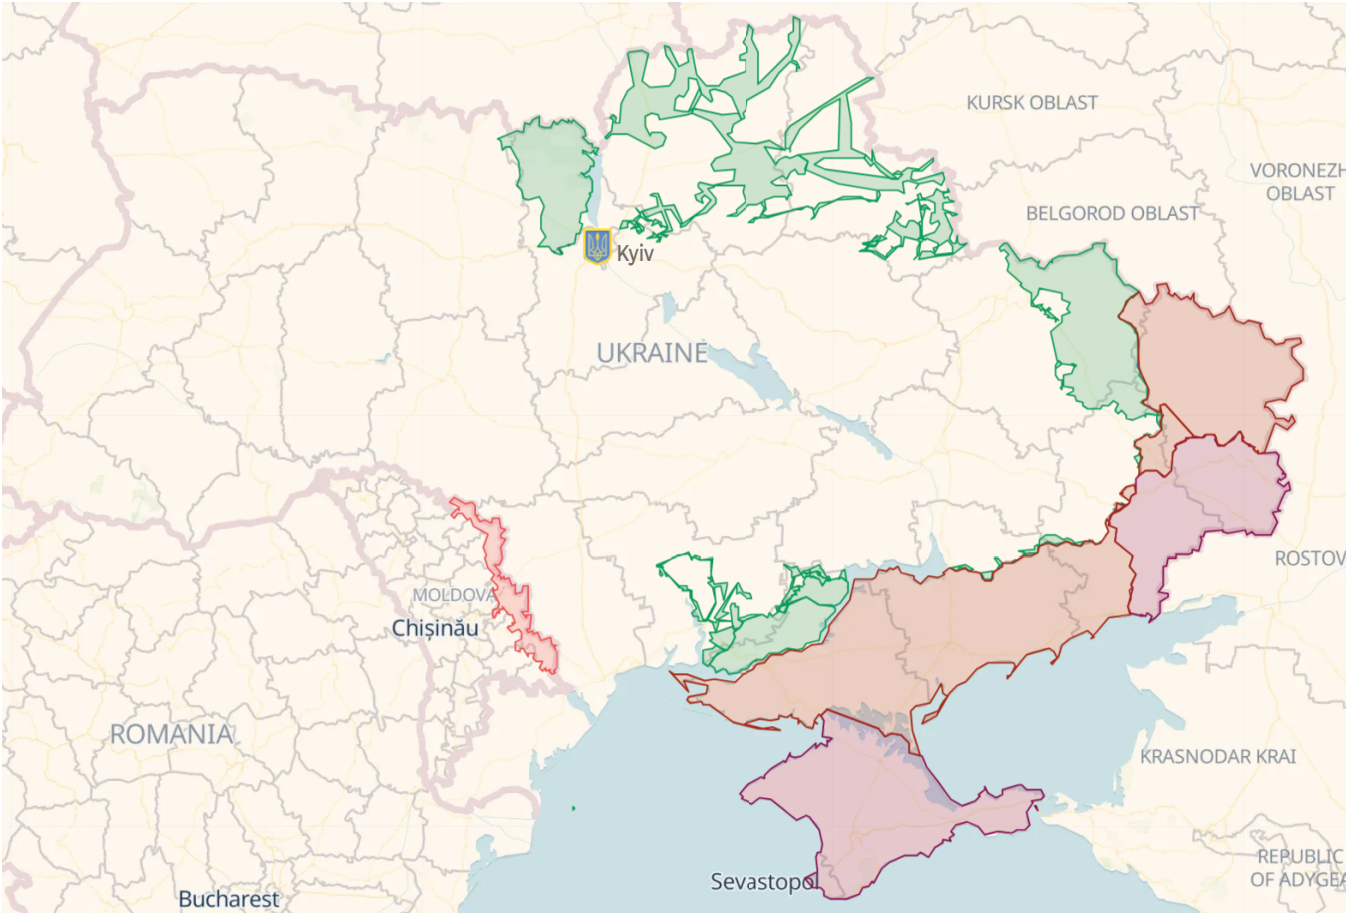 KURSK OBLAST
VORONEZH
OBLAST
BELGOROD OBLAST
Kyiv
UKRAINE
ROSTOV
MOLDOVA
Chișinău
ROMANIA
KRASNODAR KRAI
REPUBLIC
OF ADYGEA
Sevastopol
Bucharest